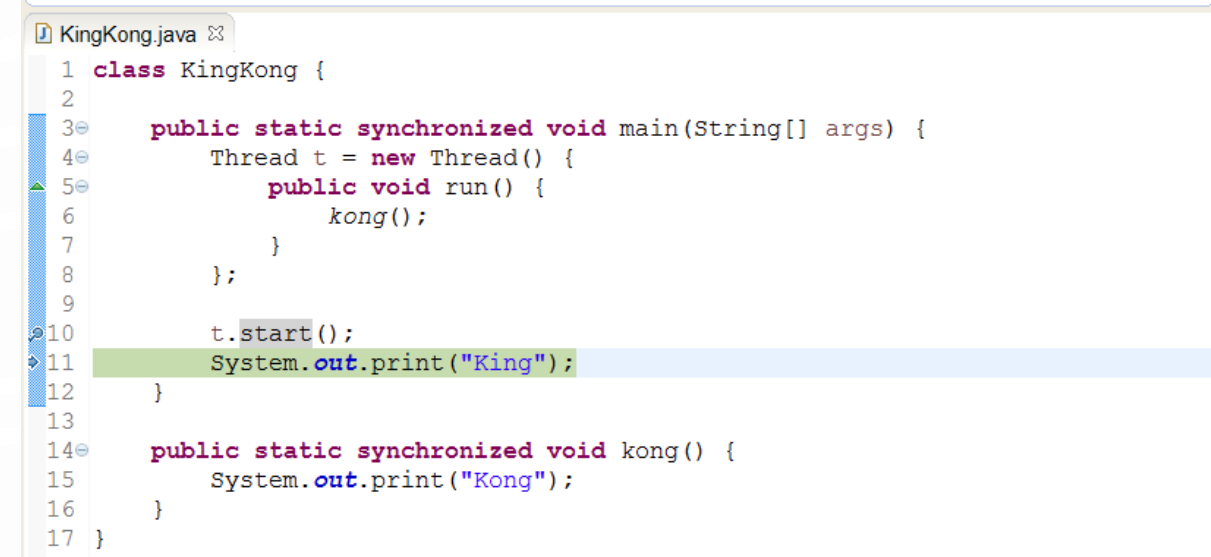 KingKong.java
1 class KingKong {
2
3 public static synchronized void main(String[] args) {
4 Thread t = new Thread() {
5 public void run() {
6 kong();
7 }
8 };
9
10 t.start();
11 System.out.print("King");
12 }
13
14 public static synchronized void kong() {
15 System.out.print("Kong");
16 }
17 }